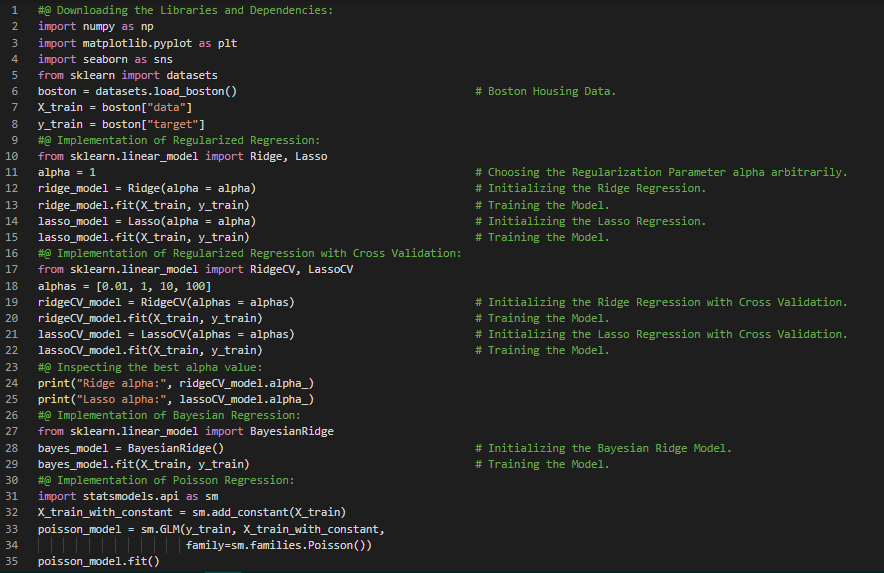 1 #@ Downloading the Libraries and Dependencies:
2 import numpy as np
3 import matplotlib.pyplot as plt
4 import seaborn as sns
5 from sklearn import datasets
6 boston = datasets.load_boston() # Boston Housing Data.
7 X_train = boston["data"]
8 y_train = boston["target"]
9 #@ Implementation of Regularized Regression:
10 from sklearn.linear_model import Ridge, Lasso
11 alpha = 1 # Choosing the Regularization Parameter alpha arbitrarily.
12 ridge_model = Ridge(alpha = alpha) # Initializing the Ridge Regression.
13 ridge_model.fit(X_train, y_train) # Training the Model.
14 lasso_model = Lasso(alpha = alpha) # Initializing the Lasso Regression.
15 lasso_model.fit(X_train, y_train) # Training the Model.
16 #@ Implementation of Regularized Regression with Cross Validation:
17 from sklearn.linear_model import RidgeCV, LassoCV
18 alphas = [0.01, 1, 10, 100]
19 ridgeCV_model = RidgeCV(alphas = alphas) # Initializing the Ridge Regression with Cross Validation.
20 ridgeCV_model.fit(X_train, y_train) # Training the Model.
21 lassoCV_model = LassoCV(alphas = alphas) # Initializing the Lasso Regression with Cross Validation.
22 lassoCV_model.fit(X_train, y_train) # Training the Model.
23 #@ Inspecting the best alpha value:
24 print("Ridge alpha:", ridgeCV_model.alpha_)
25 print("Lasso alpha:", lassoCV_model.alpha_)
26 #@ Implementation of Bayesian Regression:
27 from sklearn.linear_model import BayesianRidge
28 bayes_model = BayesianRidge() # Initializing the Bayesian Ridge Model.
29 bayes_model.fit(X_train, y_train) # Training the Model.
30 #@ Implementation of Poisson Regression:
31 import statsmodels.api as sm
32 X_train_with_constant = sm.add_constant(X_train)
33 poisson_model = sm.GLM(y_train, X_train_with_constant,
34 family=sm.families.Poisson())
35 poisson_model.fit()